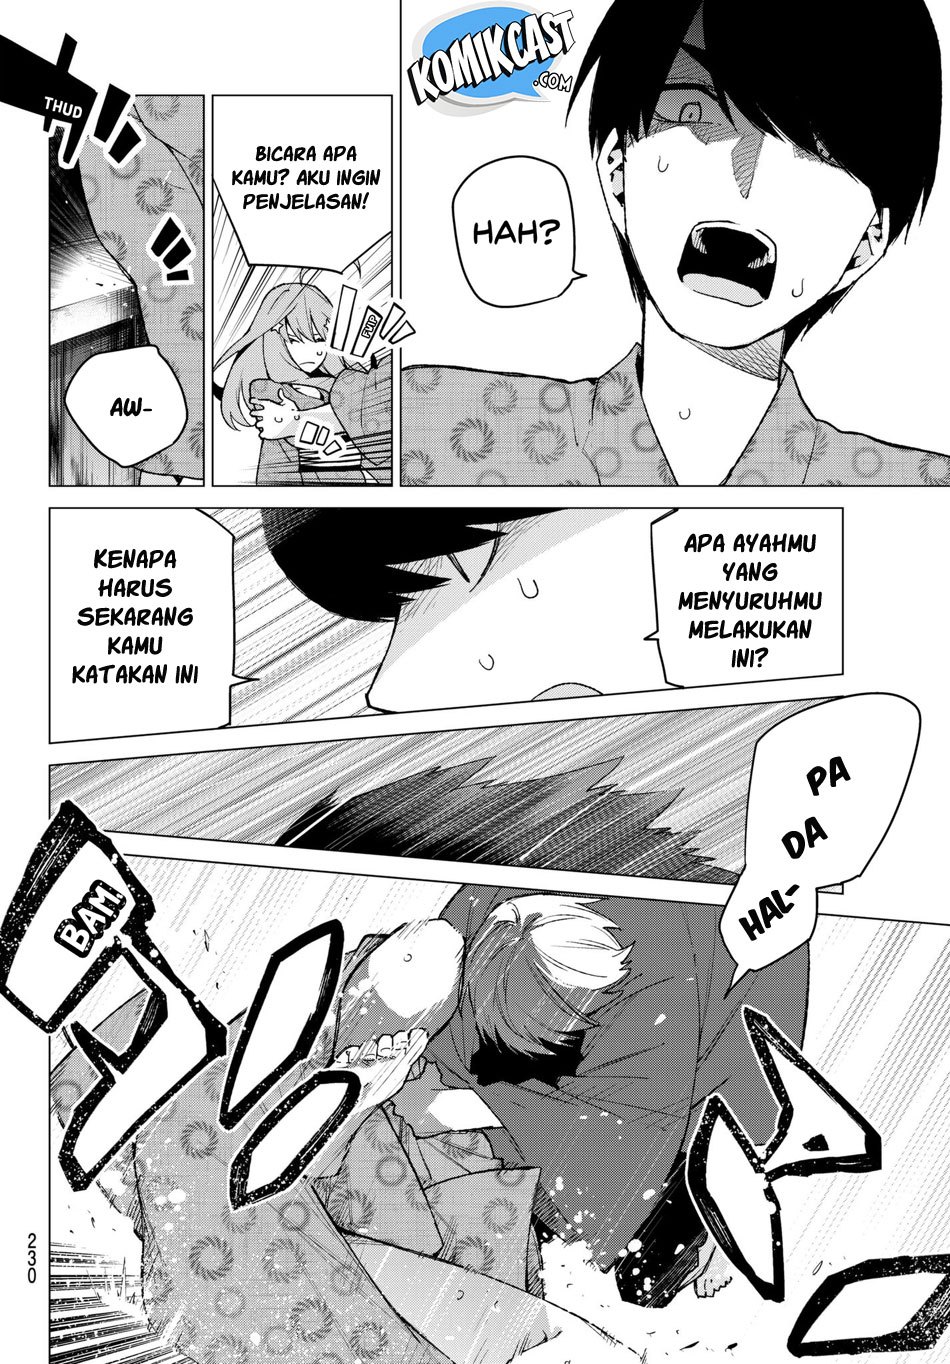 KOMIKCAST
.COM
HAH?
BICARA APA
KAMU? AKU INGIN
PENJELASAN!
FWIP
THUD
AW-
APA AYAHMU
YANG
MENYURUHMU
MELAKUKAN
INI?
KENAPA
HARUS
SEKARANG
KAMU
KATAKAN INI
PA
DA
HAL-
BAM
230